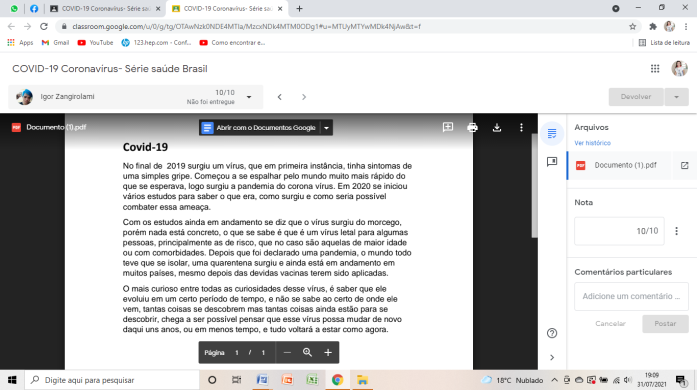 COVID-19 Coronavírus- Série saú
COVID-19 Coronavírus- Série saú
classroom.google.com/u/0/g/tg/OTAwNzk0NDE4MTIa/MzcxNDk4MTM0ODg1#u=MTUyMTYwMDk4NjAw&t=f
Apps Gmail YouTube 123.hep.com - Conf... Como encontrar e... Lista de leitura
COVID-19 Coronavírus- Série saúde Brasil
Igor Zangirolami
10/10
Não foi entregue
Devolver
PDF Documento (1).pdf
Abrir com o Documentos Google
Covid-19
No final de 2019 surgiu um vírus, que em primeira instância, tinha sintomas de
uma simples gripe. Começou a se espalhar pelo mundo muito mais rápido do
que se esperava, logo surgiu a pandemia do corona vírus. Em 2020 se iniciou
vários estudos para saber o que era, como surgiu e como seria possível
combater essa ameaça.
Com os estudos ainda em andamento se diz que o vírus surgiu do morcego,
porém nada está concreto, o que se sabe é que é um vírus letal para algumas
pessoas, principalmente as de risco, que no caso são aquelas de maior idade
ou com comorbidades. Depois que foi declarado uma pandemia, o mundo todo
teve que se isolar, uma quarentena surgiu e ainda está em andamento em
muitos países, mesmo depois das devidas vacinas terem sido aplicadas.
O mais curioso entre todas as curiosidades desse vírus, é saber que ele
evoluiu em um certo período de tempo, e não se sabe ao certo de onde ele
vem, tantas coisas se descobrem mas tantas coisas ainda estão para se
descobrir, chega a ser possível pensar que esse vírus possa mudar de novo
daqui uns anos, ou em menos tempo, e tudo voltará a estar como agora.
Página 1 / 1
Arquivos
Ver histórico
PDF Documento (1).pdf
Nota
10/10
Comentários particulares
Adicione um comentário ...
Cancelar Postar
Digite aqui para pesquisar
18°C Nublado
19:09
31/07/2021